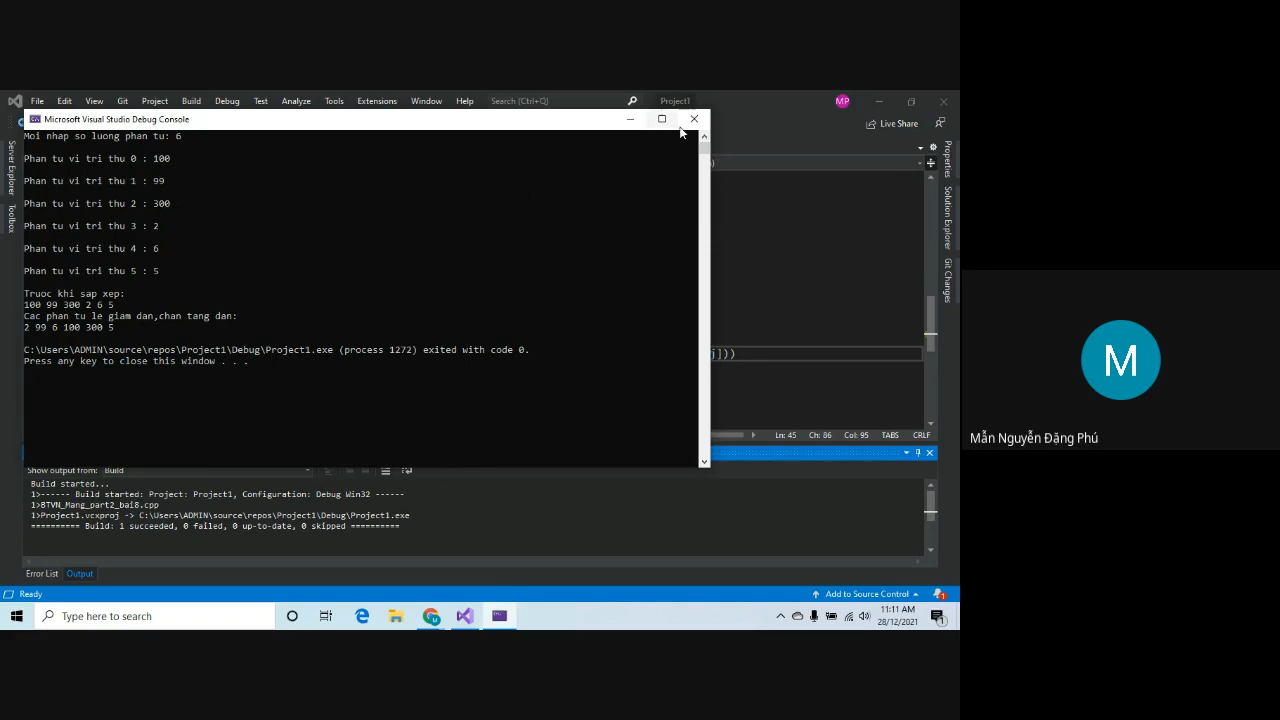 File Edit View Git Project Build Debug Test Analyze Tools Extensions Window Help Search (Ctrl+Q) Project1 MP
Live Share
Microsoft Visual Studio Debug Console
Moi nhap so luong phan tu: 6
Phan tu vi tri thu 0 : 100
Phan tu vi tri thu 1 : 99
Phan tu vi tri thu 2 : 300
Phan tu vi tri thu 3 : 2
Phan tu vi tri thu 4 : 6
Phan tu vi tri thu 5 : 5
Truoc khi sap xep:
100 99 300 2 6 5
Cac phan tu le giam dan,chan tang dan:
2 99 6 100 300 5
C:\Users\ADMIN\source\repos\Project1\Debug\Project1.exe (process 1272) exited with code 0.
Press any key to close this window . . .
Server Explorer
Toolbox
Properties
Solution Explorer
Git Changes
j]))
Ln: 45 Ch: 86 Col: 95 TABS CRLF
Show output from: Build
Build started...
1>------ Build started: Project: Project1, Configuration: Debug Win32 ------
1>BTVN_Mang_part2_bai8.cpp
1>Project1.vcxproj -> C:\Users\ADMIN\source\repos\Project1\Debug\Project1.exe
========== Build: 1 succeeded, 0 failed, 0 up-to-date, 0 skipped ==========
Error List Output
Ready
Add to Source Control
1
Type here to search
11:11 AM
28/12/2021
1
M
Mẫn Nguyễn Đặng Phú